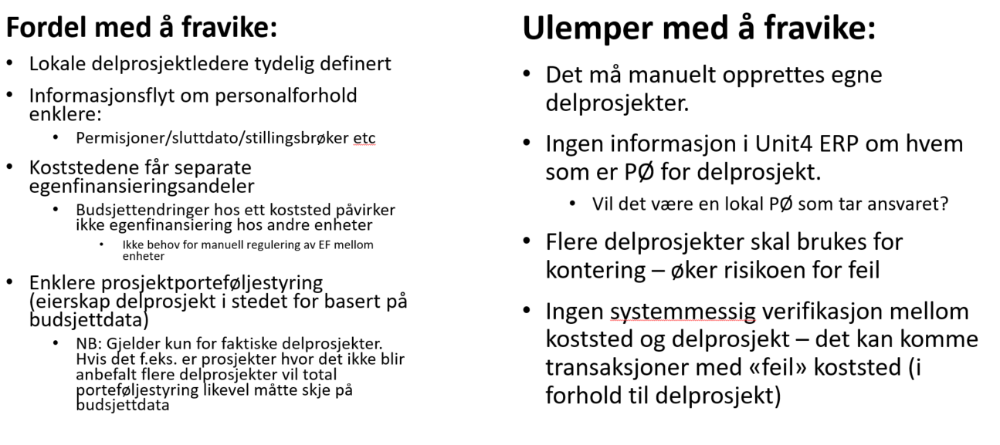 Fordel med å fravike:
• Lokale delprosjektledere tydelig definert
• Informasjonsflyt om personalforhold
enklere:
• Permisjoner/sluttdato/stillingsbrøker etc
• Koststedene får separate
egenfinansieringsandeler
• Budsjettendringer hos ett koststed påvirker
ikke egenfinansiering hos andre enheter
• Ikke behov for manuell regulering av EF mellom
enheter
• Enklere prosjektporteføljestyring
(eierskap delprosjekt i stedet for basert på
budsjettdata)
• NB: Gjelder kun for faktiske delprosjekter.
Hvis det f.eks. er prosjekter hvor det ikke blir
anbefalt flere delprosjekter vil total
porteføljestyring likevel måtte skje på
budsjettdata
Ulemper med å fravike:
• Det må manuelt opprettes egne
delprosjekter.
• Ingen informasjon i Unit4 ERP om hvem
som er PØ for delprosjekt.
• Vil det være en lokal PØ som tar ansvaret?
• Flere delprosjekter skal brukes for
kontering – øker risikoen for feil
• Ingen systemmessig verifikasjon mellom
koststed og delprosjekt – det kan komme
transaksjoner med «feil» koststed (i
forhold til delprosjekt)